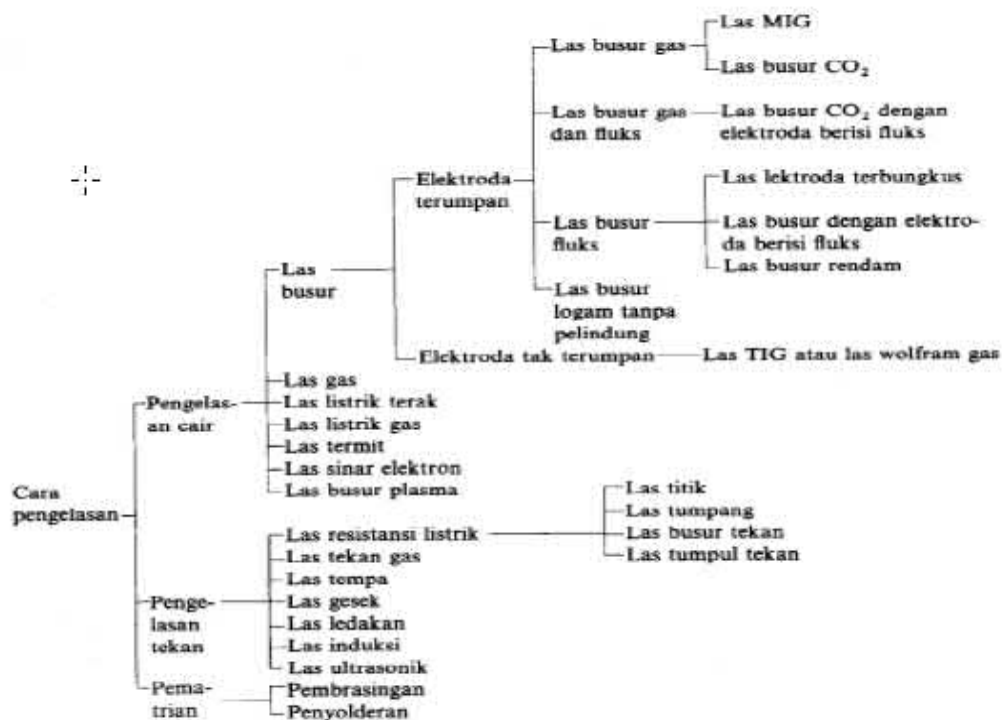 Las MIG
Las busur gas
Las busur CO₂
Las busur gas
dan fluks
Las busur CO₂ dengan
elektroda berisi fluks
Elektroda
terumpan
Las lektroda terbungkus
Las busur
fluks
Las busur dengan elektro-
da berisi fluks
Las busur rendam
Las
busur
Las busur
logam tanpa
pelindung
Elektroda tak terumpan
Las TIG atau las wolfram gas
Pengelas-
an cair
Las gas
Las listrik terak
Las listrik gas
Las termit
Las sinar elektron
Las busur plasma
Cara
pengelasan
Las resistansi listrik
Las titik
Las tumpang
Las busur tekan
Las tumpul tekan
Las tekan gas
Las tempa
Penge-
lasan
tekan
Las gesek
Las ledakan
Las induksi
Las ultrasonik
Pema-
trian
Pembrasingan
Penyolderan